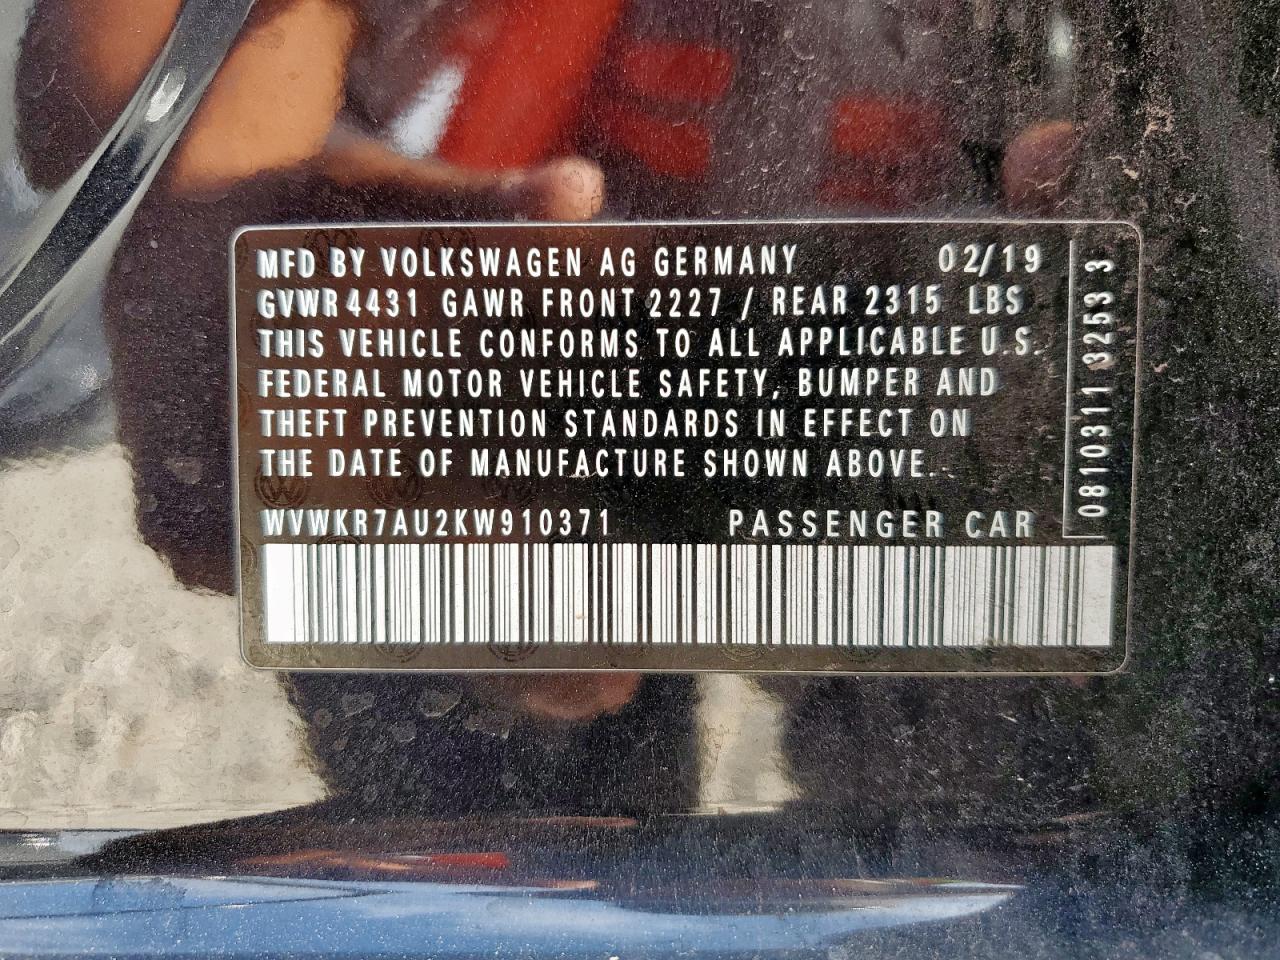 MFD BY VOLKSWAGEN AG GERMANY 02/19
GVWR 4431 GAWR FRONT 2227 / REAR 2315 LBS
THIS VEHICLE CONFORMS TO ALL APPLICABLE U.S.
FEDERAL MOTOR VEHICLE SAFETY, BUMPER AND
THEFT PREVENTION STANDARDS IN EFFECT ON
THE DATE OF MANUFACTURE SHOWN ABOVE.
WVWKR7AU2KW910371 PASSENGER CAR
0810311 3253 3